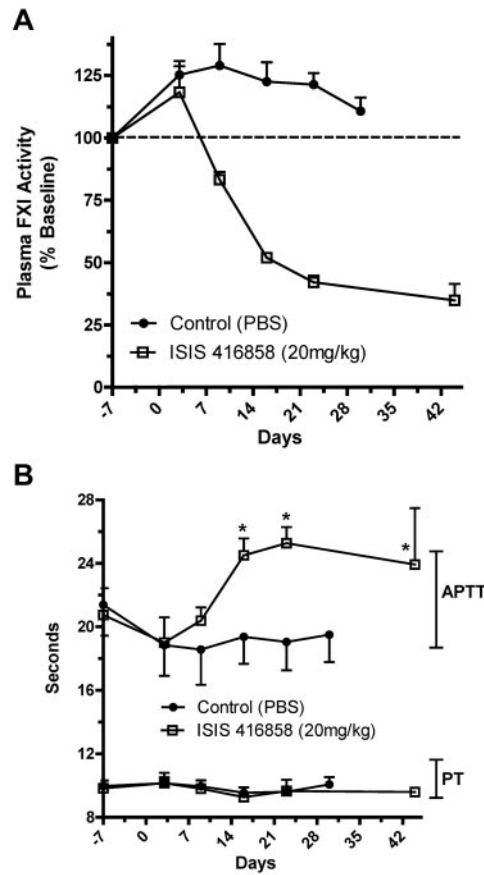 A
Plasma FXI Activity
(% Baseline)
125
100
75
50
25
0
Control (PBS)
ISIS 416858 (20mg/kg)
-7
0
7
14
21
28
35
42
Days
B
Seconds
28
24
20
16
12
8
*
*
*
APTT
Control (PBS)
ISIS 416858 (20mg/kg)
PT
-7
0
7
14
21
28
35
42
Days